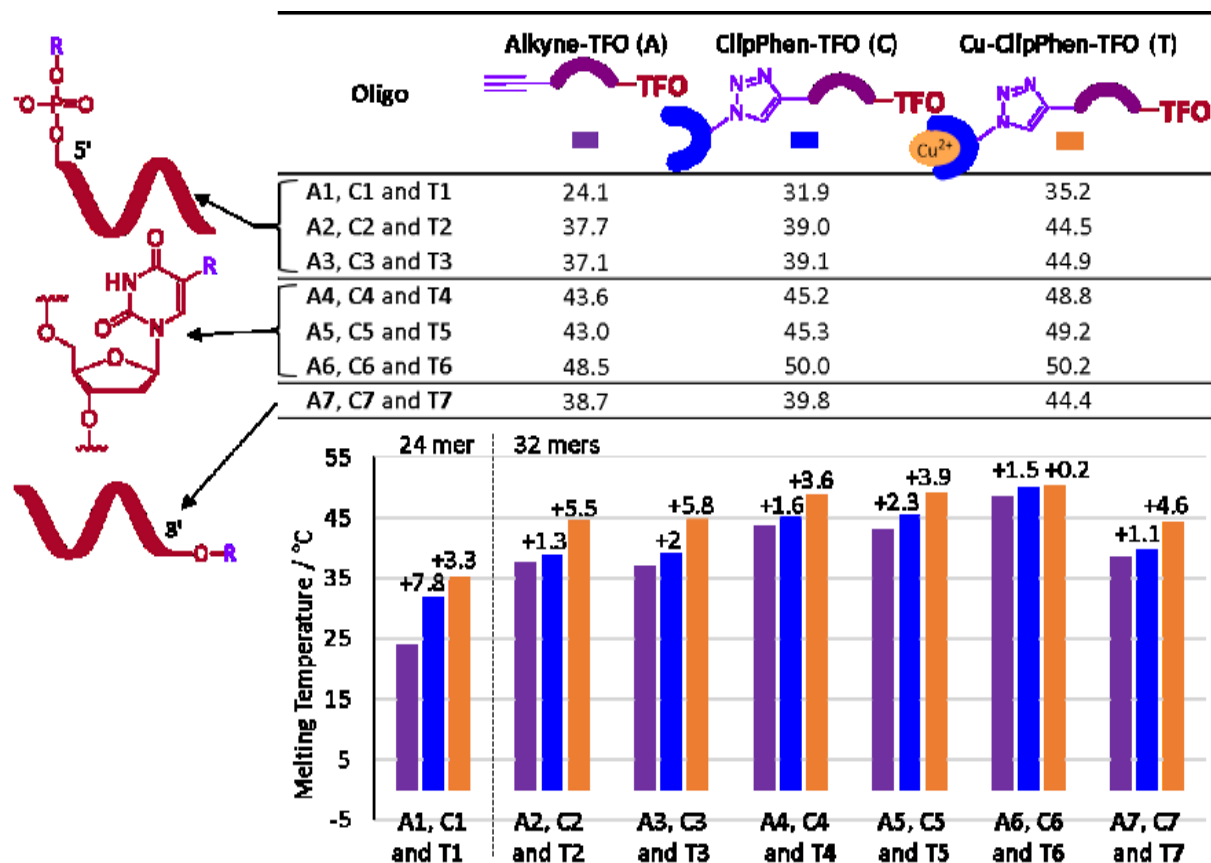 Alkyne-TFO (A) ClipPhen-TFO (C) Cu-ClipPhen-TFO (T)
Oligo
TFO
N=N
N
TFO
N=N
N
TFO
Cu²⁺
A1, C1 and T1 24.1 31.9 35.2
A2, C2 and T2 37.7 39.0 44.5
A3, C3 and T3 37.1 39.1 44.9
A4, C4 and T4 43.6 45.2 48.8
A5, C5 and T5 43.0 45.3 49.2
A6, C6 and T6 48.5 50.0 50.2
A7, C7 and T7 38.7 39.8 44.4
R
O
⁻O-P=O
O
5'
O
HN
R
O
N
O
O
O
3'
O-R
24 mer 32 mers
Melting Temperature / °C
55
45
35
25
15
5
-5
+7.8 +3.3
+1.3 +5.5
+2 +5.8
+1.6 +3.6
+2.3 +3.9
+1.5 +0.2
+1.1 +4.6
A1, C1 A2, C2 A3, C3 A4, C4 A5, C5 A6, C6 A7, C7
and T1 and T2 and T3 and T4 and T5 and T6 and T7